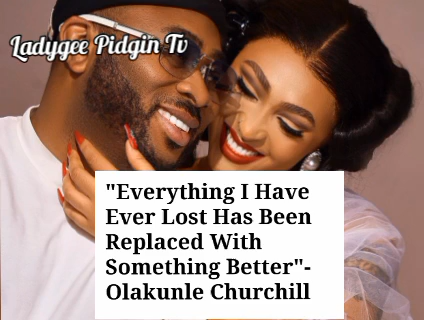 Ladygee Pidgin Tv
"Everything I Have
Ever Lost Has Been
Replaced With
Something Better"-
Olakunle Churchill